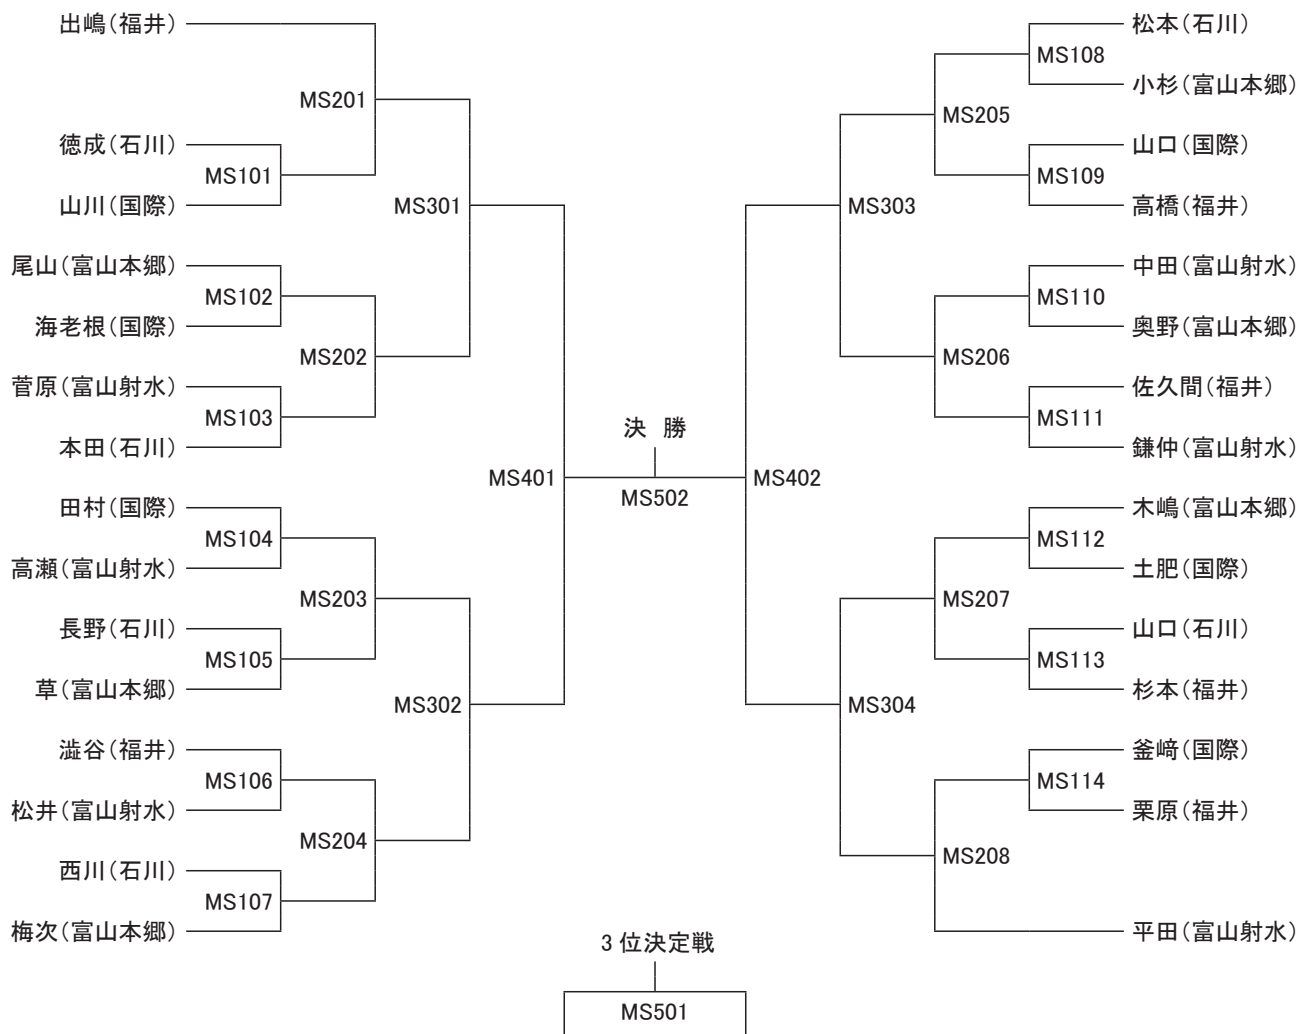 出嶋(福井)
MS201
徳成(石川)
MS101
山川(国際)
MS301
尾山(富山本郷)
MS102
海老根(国際)
MS202
菅原(富山射水)
MS103
本田(石川)
MS401
田村(国際)
MS104
高瀬(富山射水)
MS203
長野(石川)
MS105
草(富山本郷)
MS302
澁谷(福井)
MS106
松井(富山射水)
MS204
西川(石川)
MS107
梅次(富山本郷)
決 勝
MS502
3位決定戦
MS501
松本(石川)
MS108
小杉(富山本郷)
MS205
山口(国際)
MS109
高橋(福井)
MS303
中田(富山射水)
MS110
奥野(富山本郷)
MS206
佐久間(福井)
MS111
鎌仲(富山射水)
MS402
木嶋(富山本郷)
MS112
土肥(国際)
MS207
山口(石川)
MS113
杉本(福井)
MS304
釜﨑(国際)
MS114
栗原(福井)
MS208
平田(富山射水)